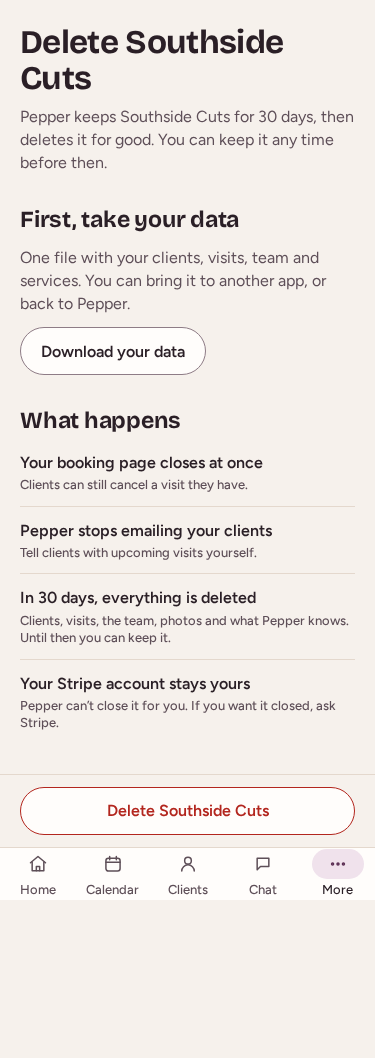 Delete Southside
Cuts
Pepper keeps Southside Cuts for 30 days, then
deletes it for good. You can keep it any time
before then.
First, take your data
One file with your clients, visits, team and
services. You can bring it to another app, or
back to Pepper.
Download your data
What happens
Your booking page closes at once
Clients can still cancel a visit they have.
Pepper stops emailing your clients
Tell clients with upcoming visits yourself.
In 30 days, everything is deleted
Clients, visits, the team, photos and what Pepper knows.
Until then you can keep it.
Your Stripe account stays yours
Pepper can’t close it for you. If you want it closed, ask
Stripe.
Delete Southside Cuts
Home
Calendar
Clients
Chat
More